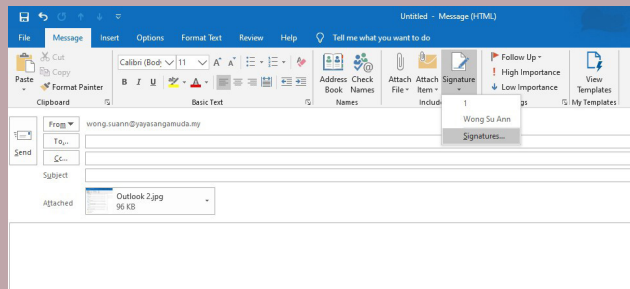 Untitled - Message (HTML)
File Message Insert Options Format Text Review Help Tell me what you want to do
Paste
Cut
Copy
Format Painter
Clipboard
Calibri (Body 11 A A
B I U A
Basic Text
Address Book
Check Names
Names
Attach File
Attach Item
Signature
Include
1
Wong Su Ann
Signatures...
Follow Up
High Importance
Low Importance
gs
View Templates
My Templates
Send
From wong.suann@yayasangamuda.my
To...
Cc...
Subject
Attached
Outlook 2.jpg
96 KB